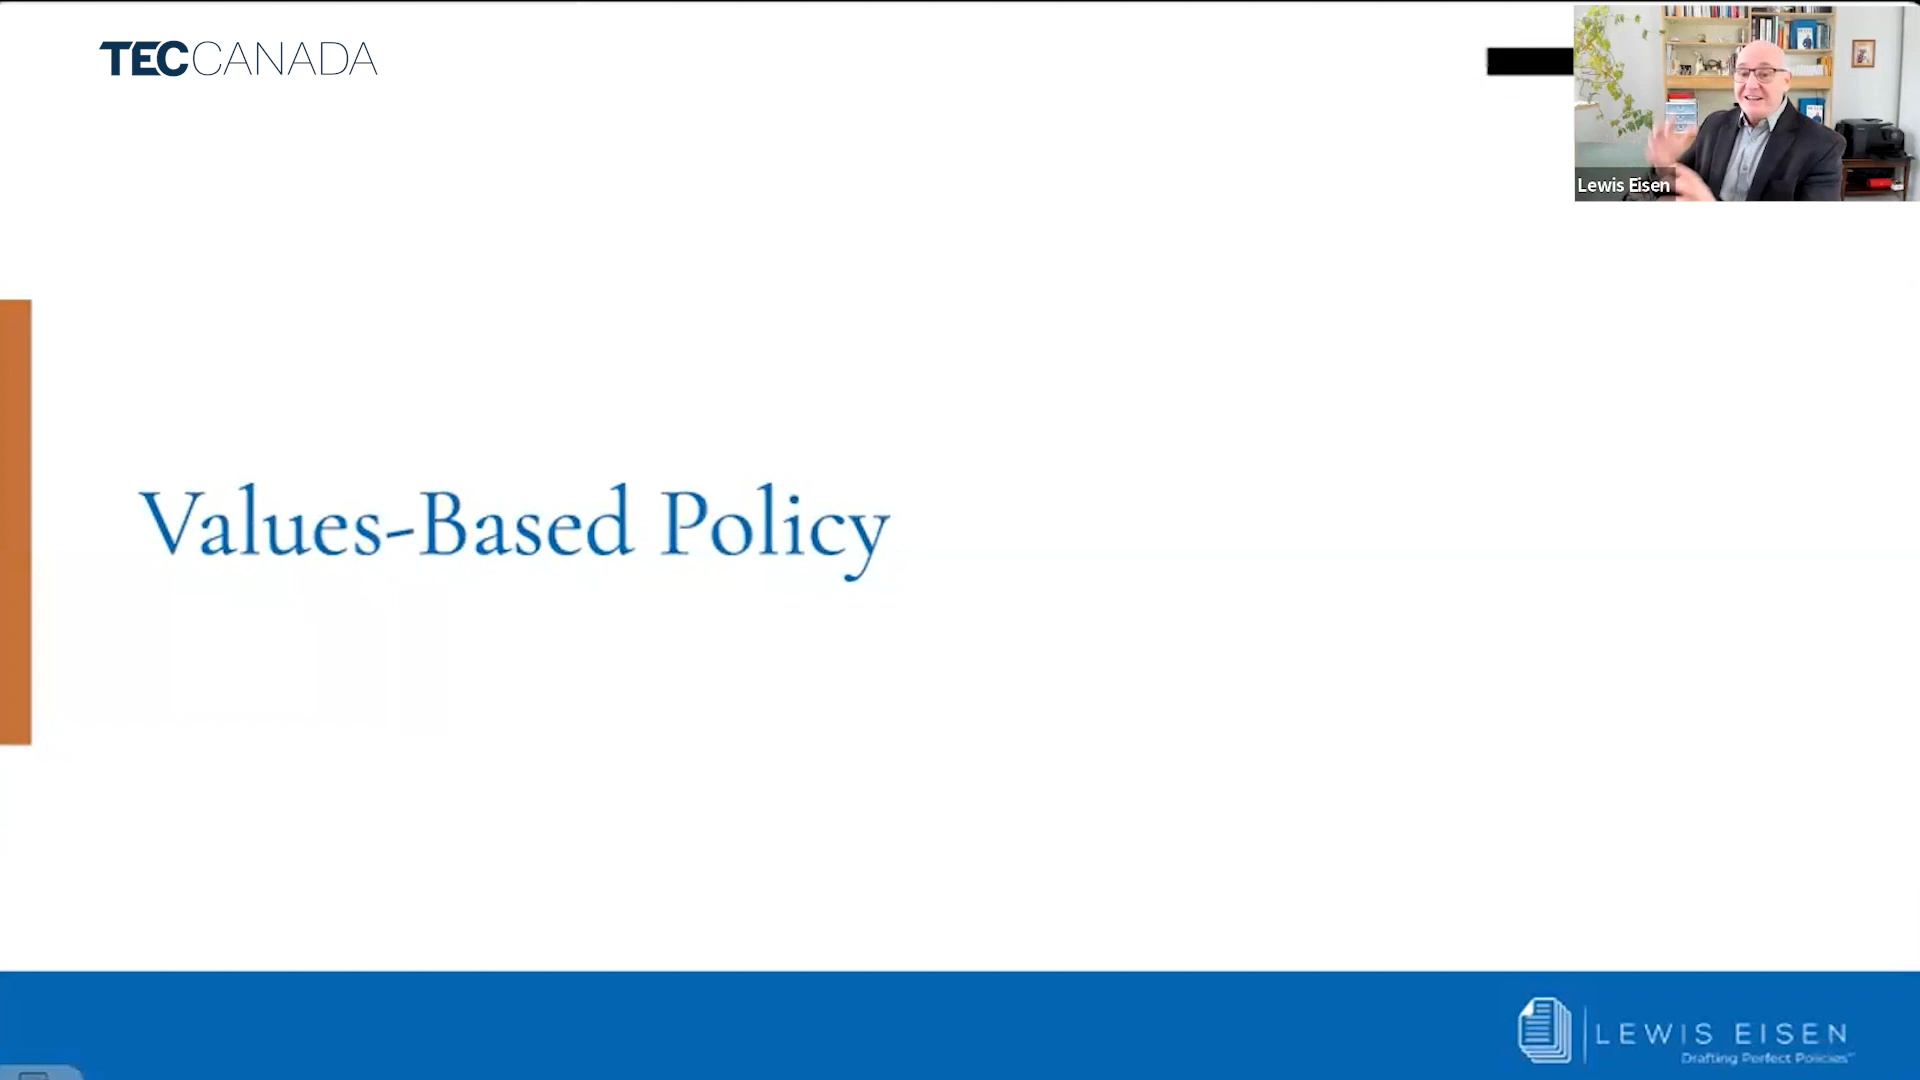 TECCANADA
Lewis Eisen
Values-Based Policy
LEWIS EISEN
Drafting Perfect Policies™